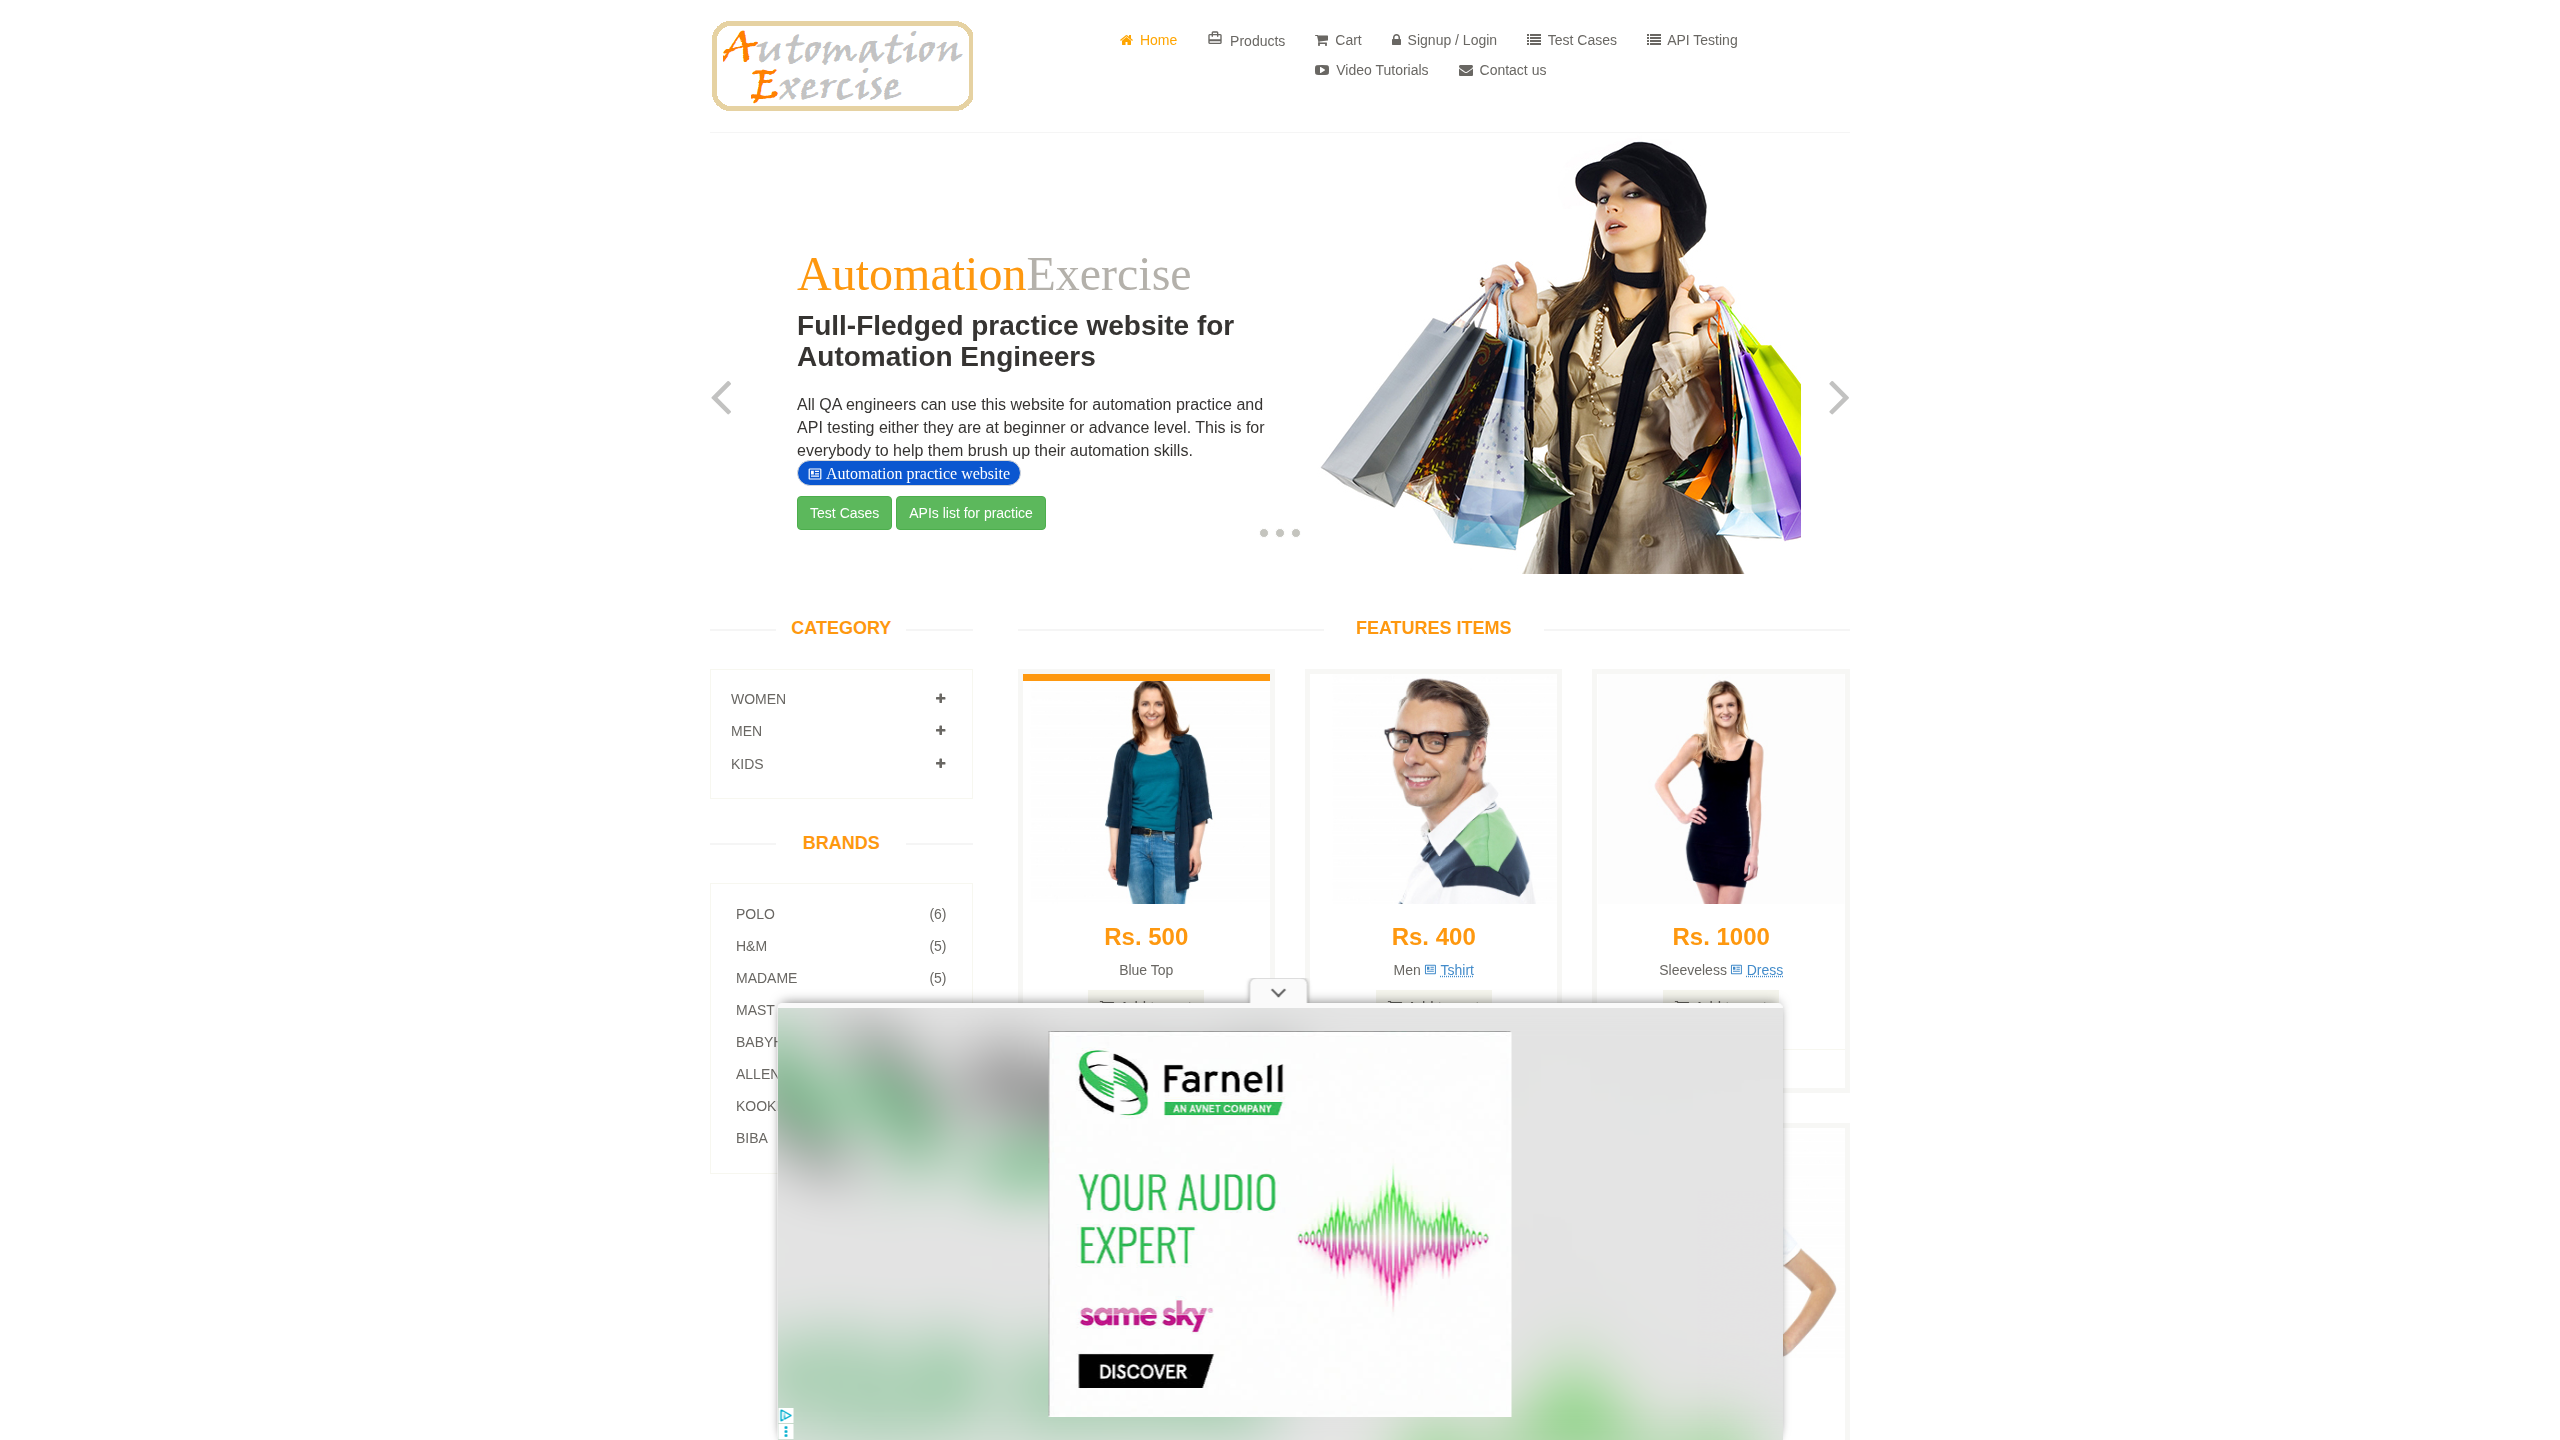 Automation
Exercise
Home
Products
Cart
Signup / Login
Test Cases
API Testing
Video Tutorials
Contact us
AutomationExercise
Full-Fledged practice website for
Automation Engineers
All QA engineers can use this website for automation practice and
API testing either they are at beginner or advance level. This is for
everybody to help them brush up their automation skills.
Automation practice website
Test Cases
APIs list for practice
CATEGORY
WOMEN
MEN
KIDS
BRANDS
POLO (6)
H&M (5)
MADAME (5)
MAST
BABYH
ALLEN
KOOK
BIBA
FEATURES ITEMS
Rs. 500
Blue Top
Rs. 400
Men Tshirt
Rs. 1000
Sleeveless Dress
Farnell
AN AVNET COMPANY
YOUR AUDIO
EXPERT
same sky
DISCOVER